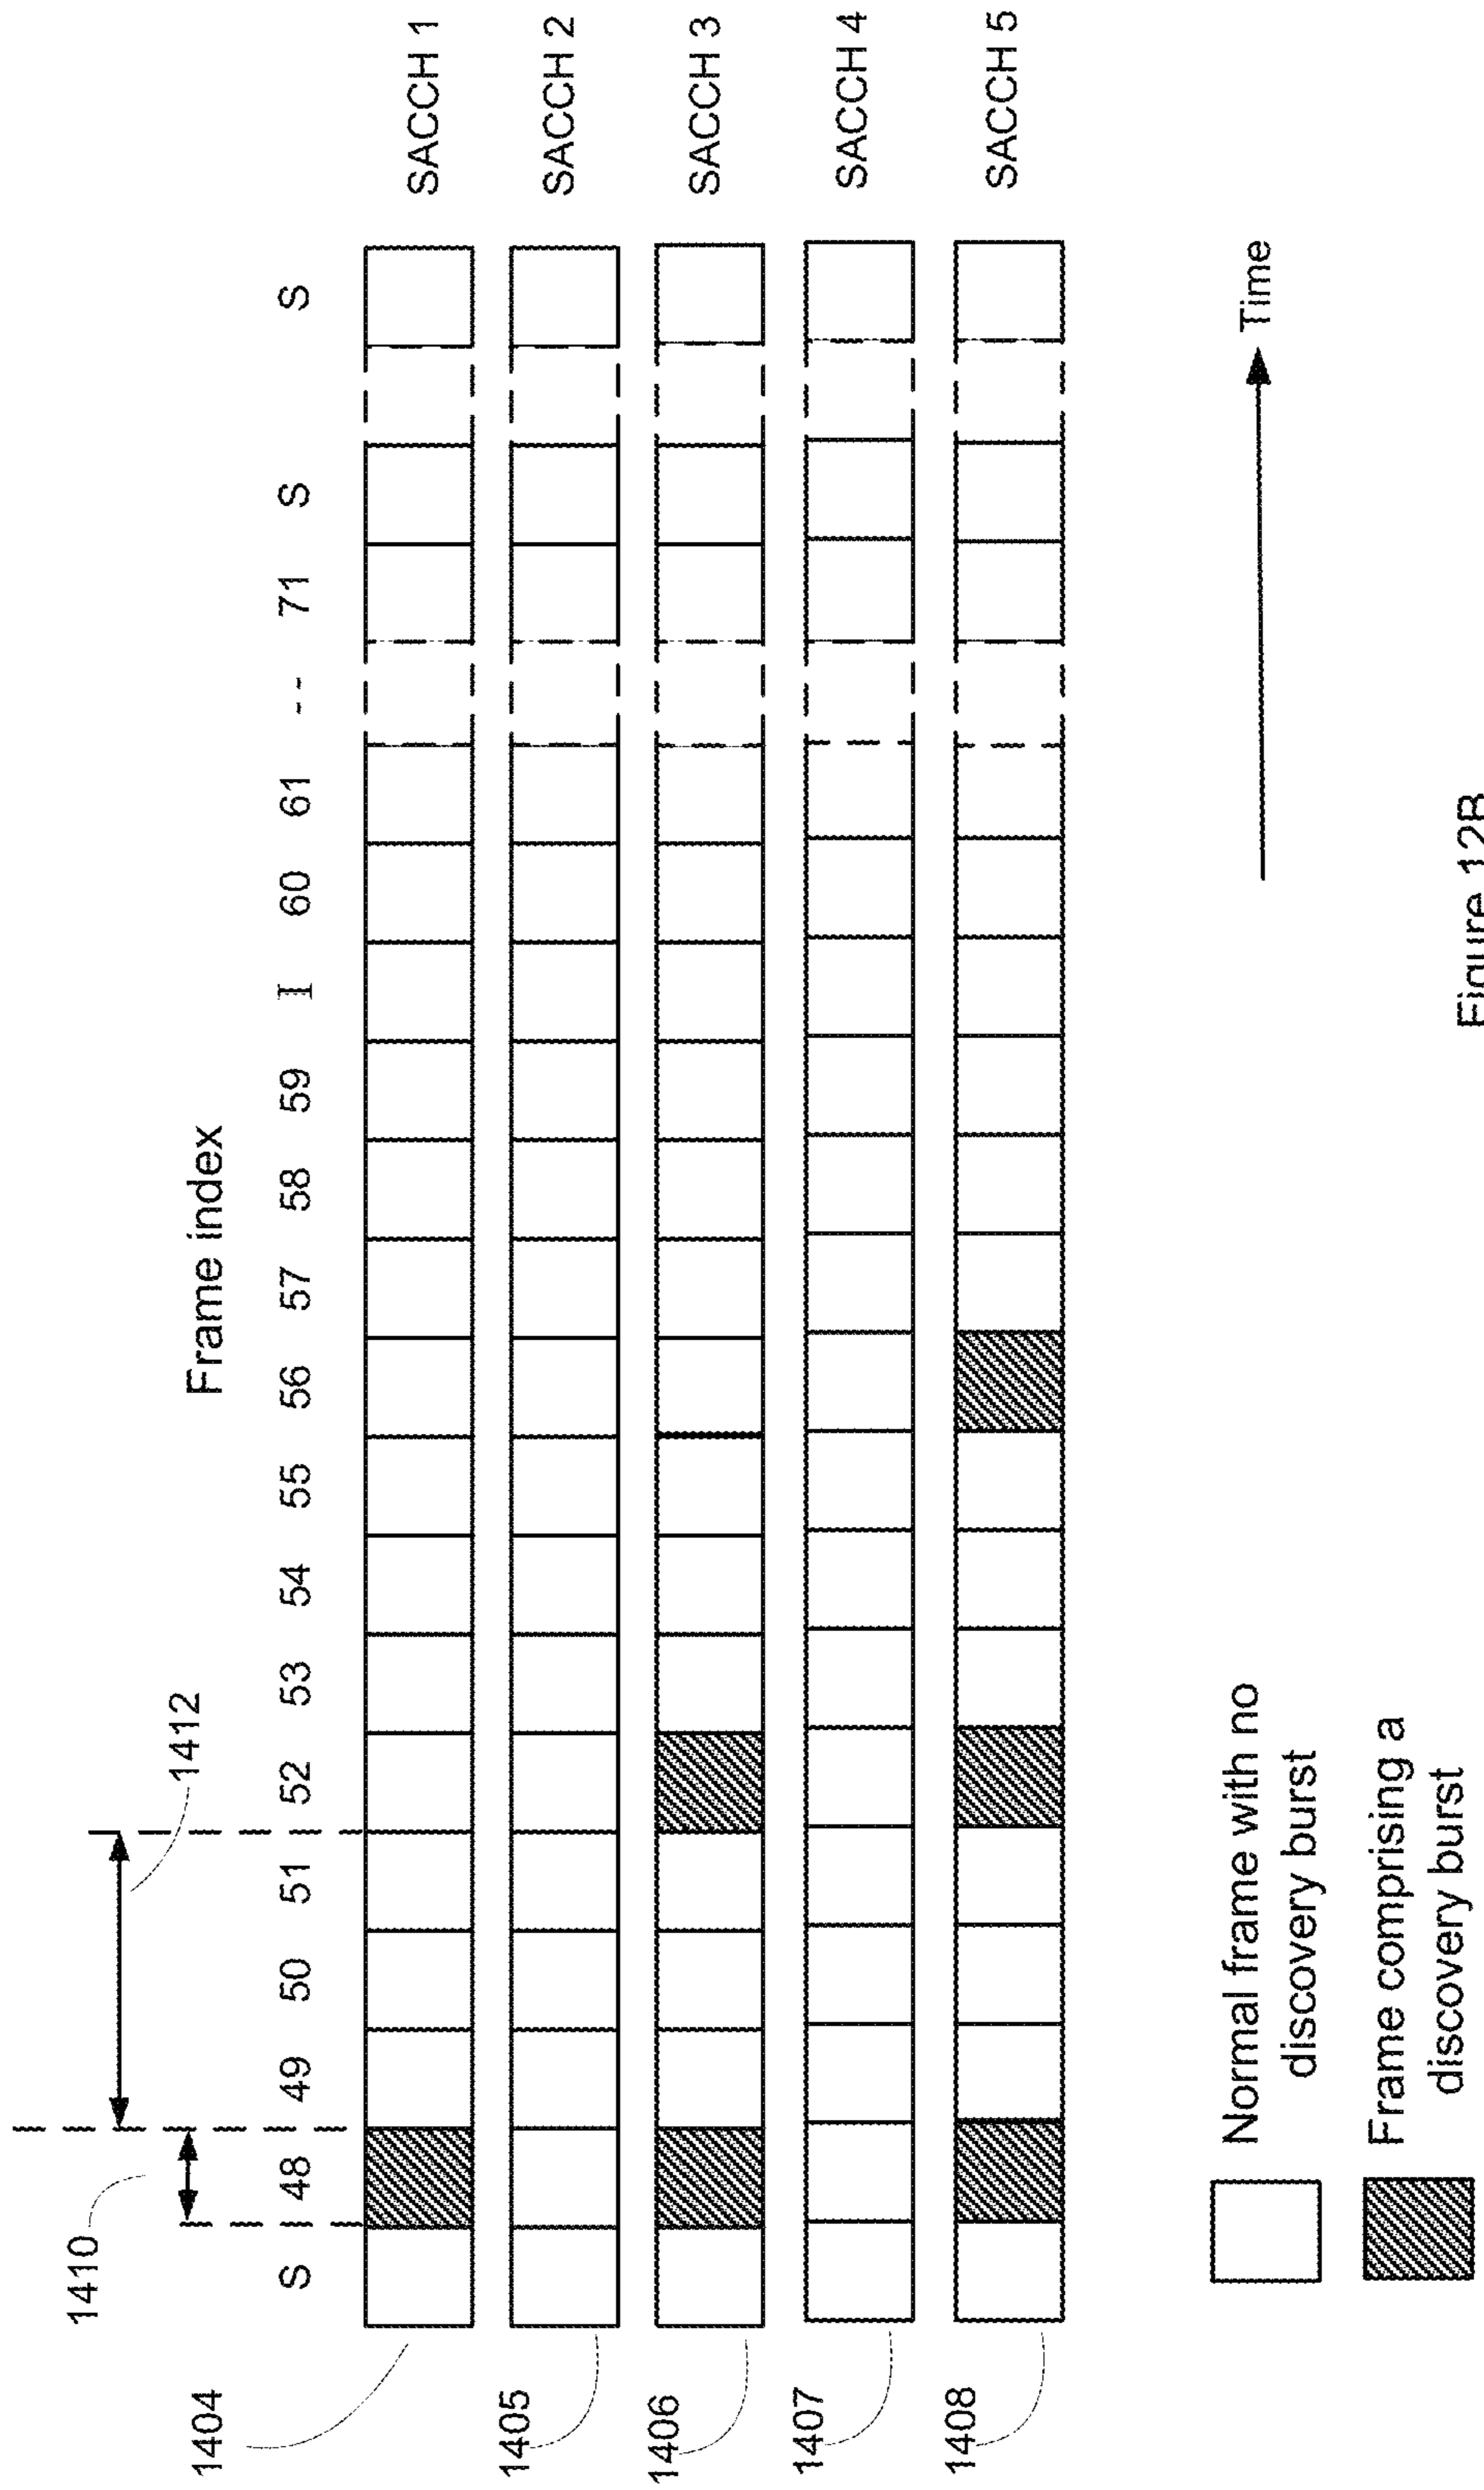 1410
1412
Frame index
S 48 49 50 51 52 53 54 55 56 57 58 59 I 60 61 - - 71 S S
1404
SACCH 1
1405
SACCH 2
1406
SACCH 3
1407
SACCH 4
1408
SACCH 5
Time
Normal frame with no
discovery burst
Frame comprising a
discovery burst
Figure 12B